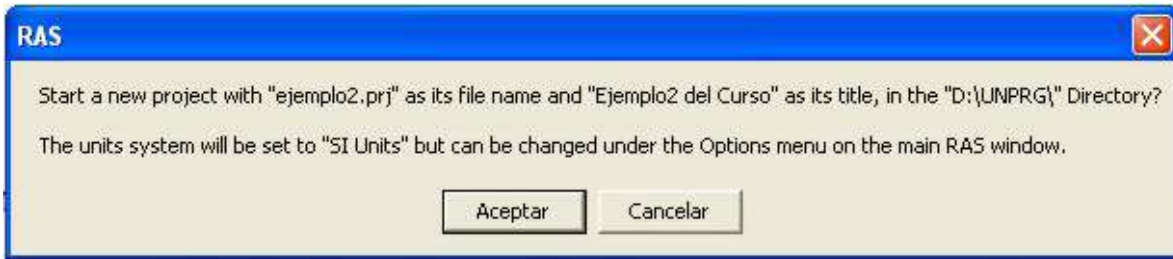 RAS
Start a new project with "ejemplo2.prj" as its file name and "Ejemplo2 del Curso" as its title, in the "D:\UNPRG\" Directory?
The units system will be set to "SI Units" but can be changed under the Options menu on the main RAS window.
Aceptar Cancelar